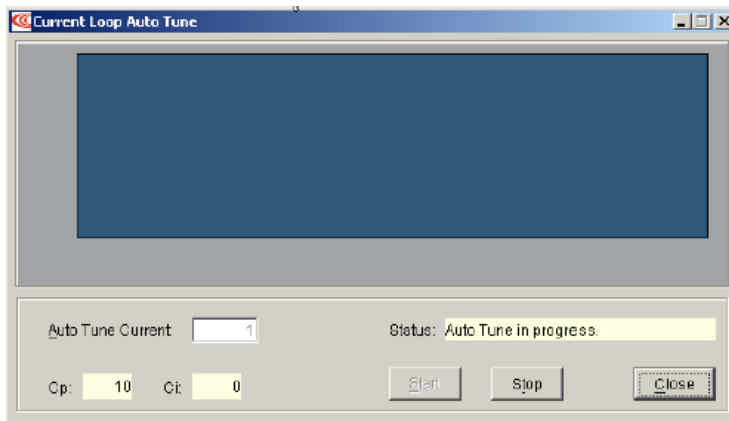 Current Loop Auto Tune
Auto Tune Current 1 Status: Auto Tune in progress.
Cp: 10 Ci: 0 Start Stop Close